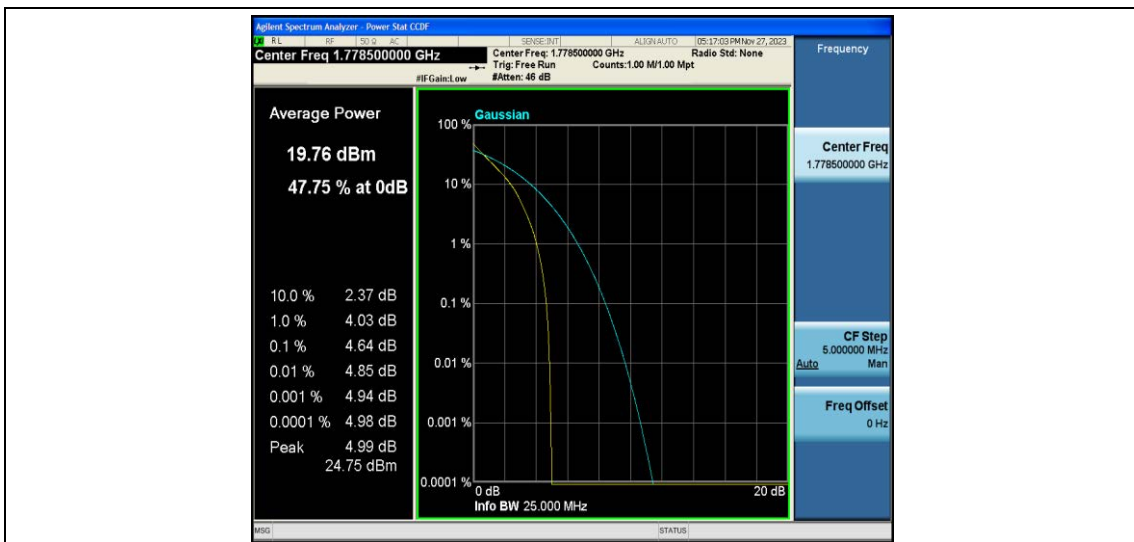 Agilent Spectrum Analyzer - Power Stat CCDF
RL RF 50 Ω AC SENSE:INT ALIGN AUTO 05:17:03 PM Nov 27, 2023
Center Freq 1.778500000 GHz
Center Freq: 1.778500000 GHz Radio Std: None
Trig: Free Run Counts:1.00 M/1.00 Mpt
#IFGain:Low #Atten: 46 dB
Frequency
Average Power
19.76 dBm
47.75 % at 0dB
10.0 % 2.37 dB
1.0 % 4.03 dB
0.1 % 4.64 dB
0.01 % 4.85 dB
0.001 % 4.94 dB
0.0001 % 4.98 dB
Peak 4.99 dB
24.75 dBm
Gaussian
100 %
10 %
1 %
0.1 %
0.01 %
0.001 %
0.0001 %
0 dB 20 dB
Info BW 25.000 MHz
Center Freq
1.778500000 GHz
CF Step
5.000000 MHz
Auto Man
Freq Offset
0 Hz
MSG STATUS